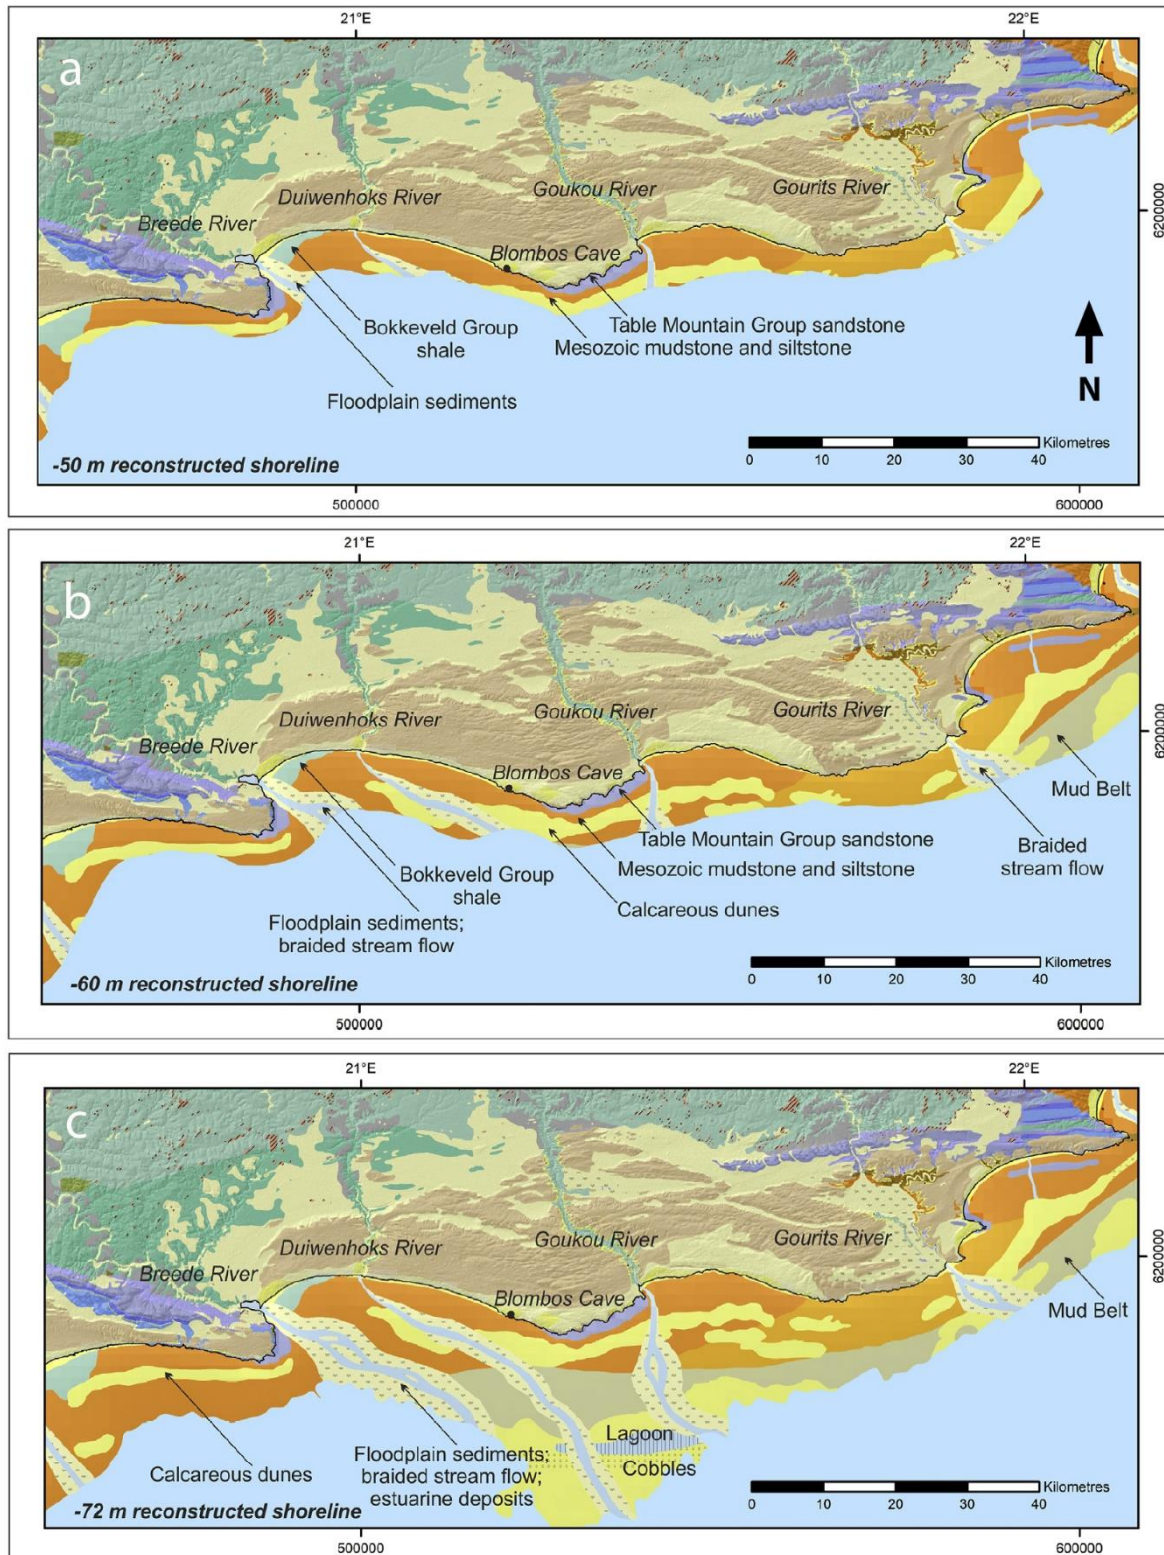 a
21°E
22°E
Duiwenhoks River
Goukou River
Gourits River
Breede River
6200000
Blombos Cave
Table Mountain Group sandstone
Bokkeveld Group
shale
Mesozoic mudstone and siltstone
Floodplain sediments
N
Kilometres
-50 m reconstructed shoreline
0 10 20 30 40
500000
600000
b
21°E
22°E
Duiwenhoks River
Goukou River
Gourits River
Breede River
6200000
Blombos Cave
Mud Belt
Table Mountain Group sandstone
Braided
stream flow
Mesozoic mudstone and siltstone
Bokkeveld Group
shale
Calcareous dunes
Floodplain sediments;
braided stream flow
Kilometres
-60 m reconstructed shoreline
0 10 20 30 40
500000
600000
c
21°E
22°E
Duiwenhoks River
Goukou River
Gourits River
Breede River
6200000
Blombos Cave
Mud Belt
Lagoon
Floodplain sediments;
braided stream flow;
estuarine deposits
Cobbles
Calcareous dunes
Kilometres
-72 m reconstructed shoreline
0 10 20 30 40
500000
600000